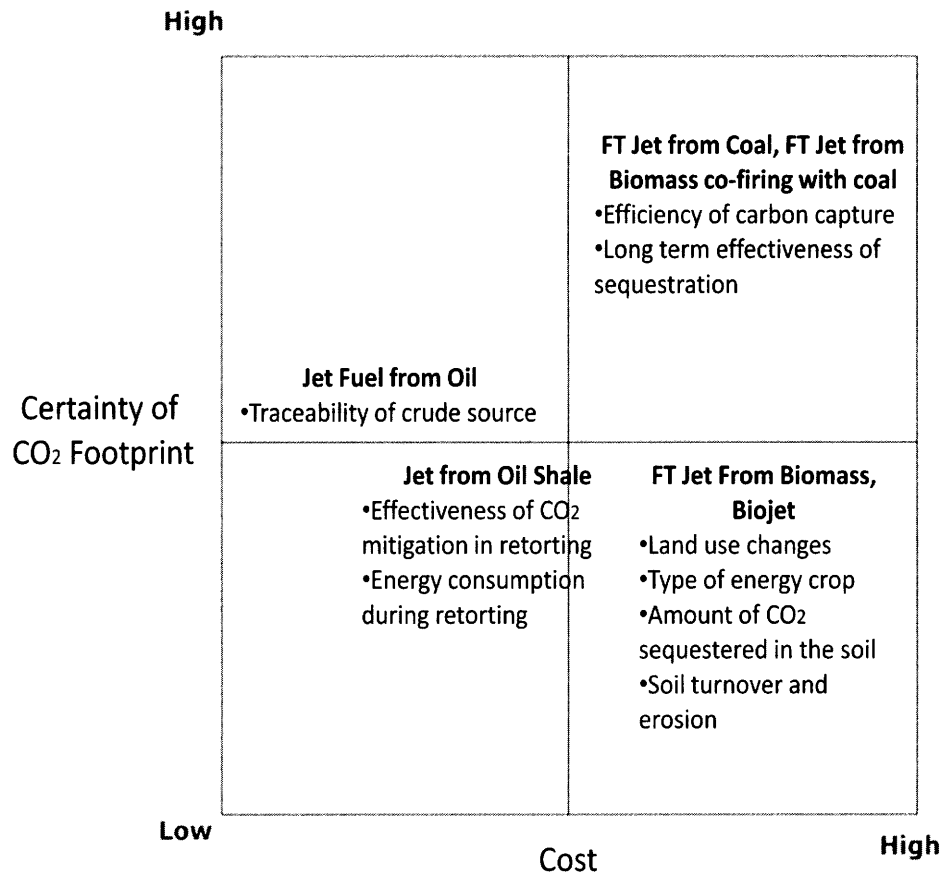 High
FT Jet from Coal, FT Jet from
Biomass co-firing with coal
•Efficiency of carbon capture
•Long term effectiveness of
sequestration
Jet Fuel from Oil
•Traceability of crude source
Certainty of
CO2 Footprint
Jet from Oil Shale
•Effectiveness of CO2
mitigation in retorting
•Energy consumption
during retorting
FT Jet From Biomass,
Biojet
•Land use changes
•Type of energy crop
•Amount of CO2
sequestered in the soil
•Soil turnover and
erosion
Low
Cost
High